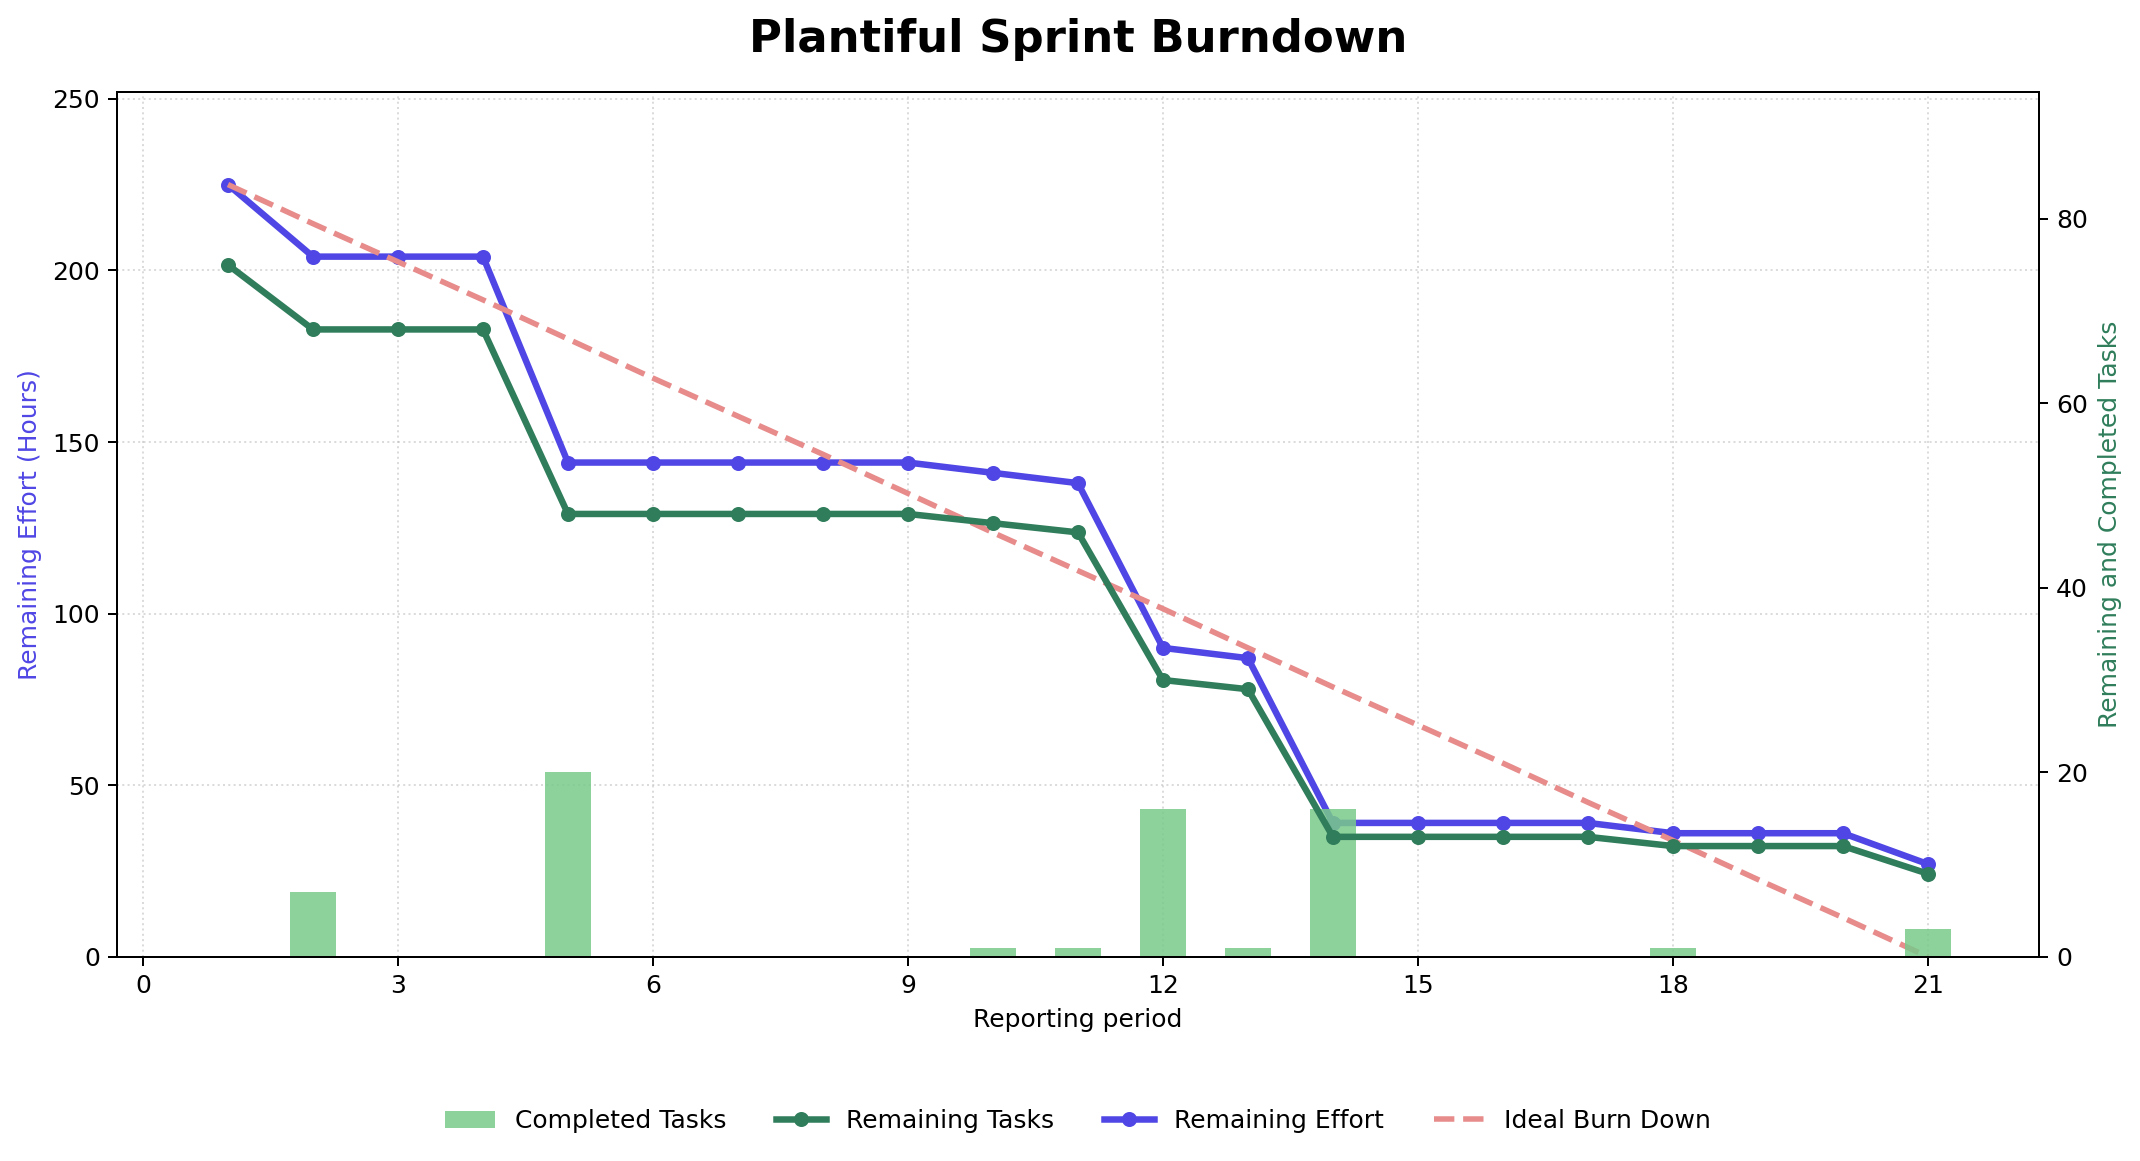 Plantiful Sprint Burndown
250
200
150
100
50
0
Remaining Effort (Hours)
80
60
40
20
0
Remaining and Completed Tasks
0 3 6 9 12 15 18 21
Reporting period
Completed Tasks Remaining Tasks Remaining Effort Ideal Burn Down